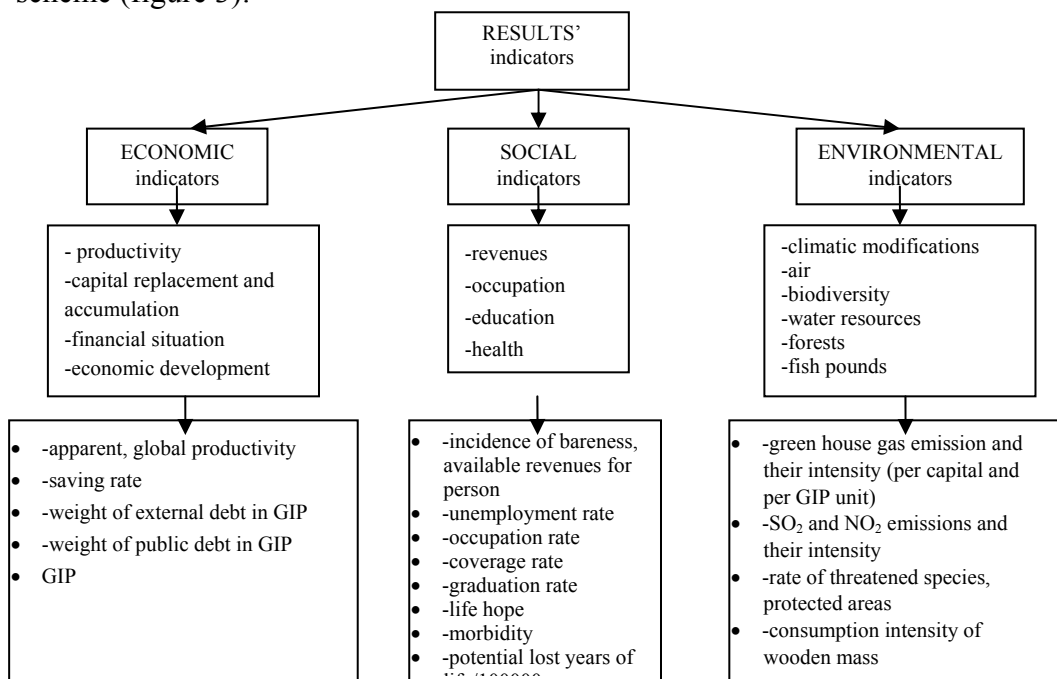 scheme (figure 3).
RESULTS'
indicators
ECONOMIC
indicators
SOCIAL
indicators
ENVIRONMENTAL
indicators
- productivity
-capital replacement and
accumulation
-financial situation
-economic development
-revenues
-occupation
-education
-health
-climatic modifications
-air
-biodiversity
-water resources
-forests
-fish pounds
• -apparent, global productivity
• -saving rate
• -weight of external debt in GIP
• -weight of public debt in GIP
• GIP
• -incidence of bareness,
available revenues for
person
• -unemployment rate
• -occupation rate
• -coverage rate
• -graduation rate
• -life hope
• -morbidity
• -potential lost years of
life/100000
• -green house gas emission and
their intensity (per capital and
per GIP unit)
• -SO₂ and NO₂ emissions and
their intensity
• -rate of threatened species,
protected areas
• -consumption intensity of
wooden mass